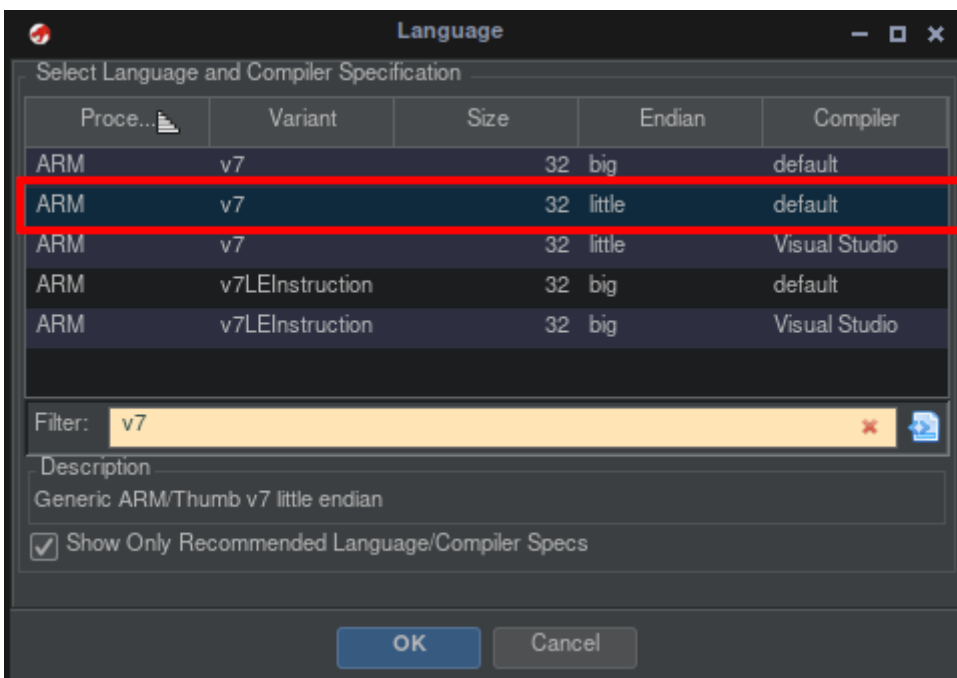 Language
Select Language and Compiler Specification
Proce... Variant Size Endian Compiler
ARM v7 32 big default
ARM v7 32 little default
ARM v7 32 little Visual Studio
ARM v7LEInstruction 32 big default
ARM v7LEInstruction 32 big Visual Studio
Filter: v7
Description
Generic ARM/Thumb v7 little endian
Show Only Recommended Language/Compiler Specs
OK Cancel